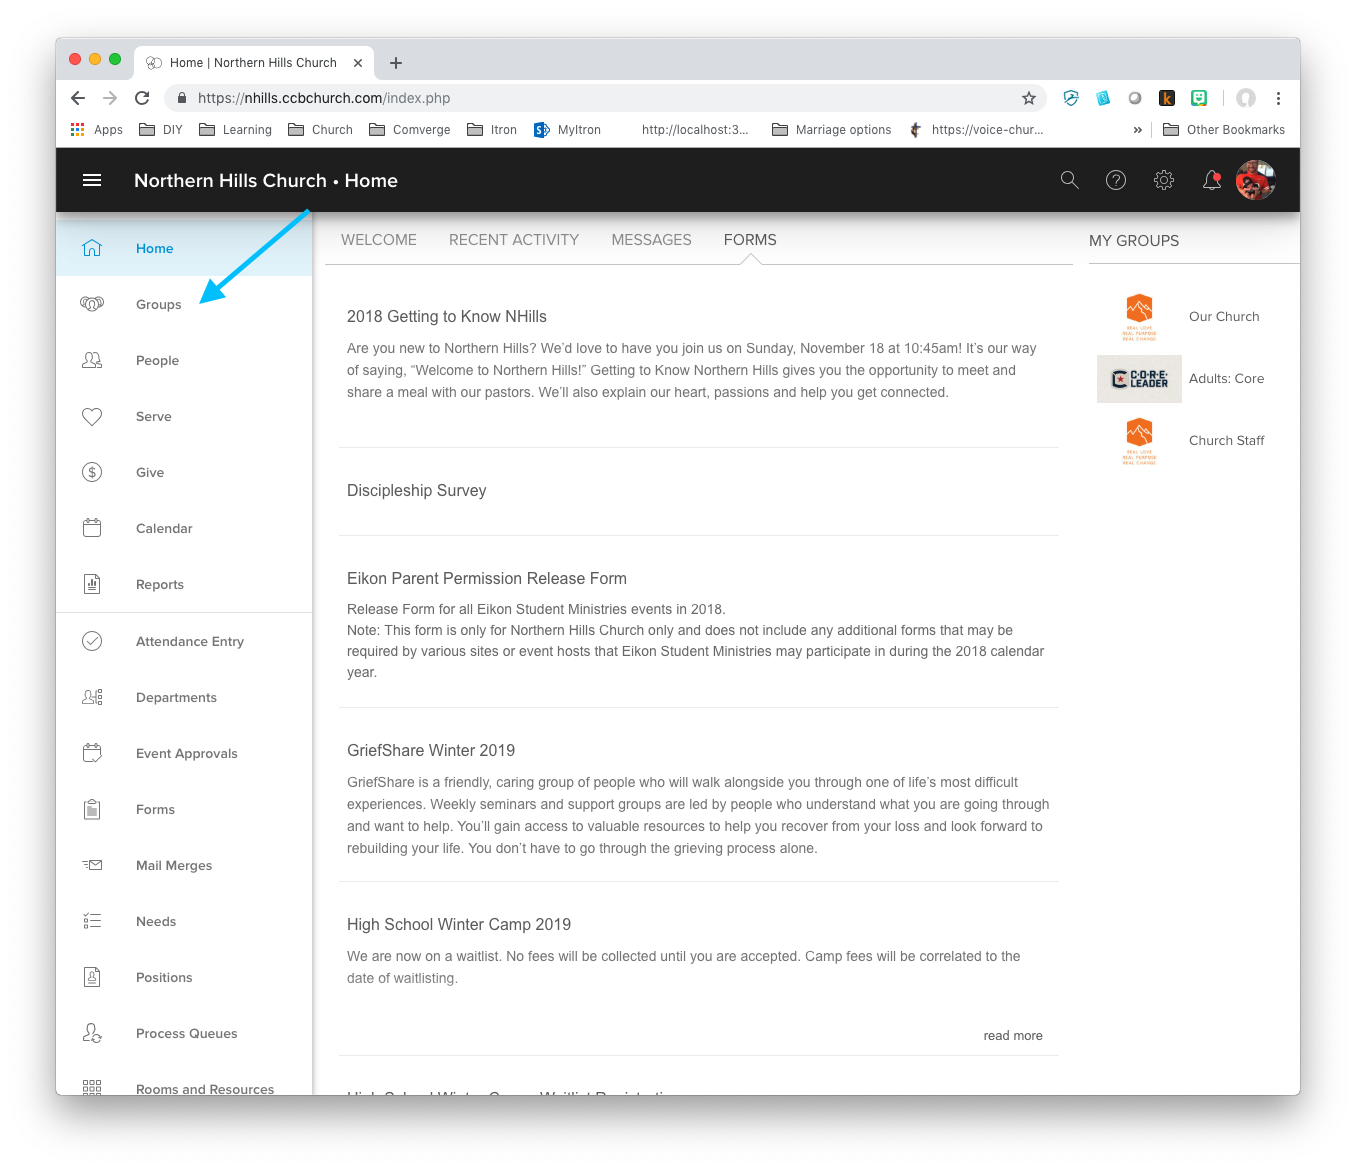 Home | Northern Hills Church
https://nhills.ccbchurch.com/index.php
Apps DIY Learning Church Comverge Itron MyItron http://localhost:3... Marriage options https://voice-chur... » Other Bookmarks
Northern Hills Church • Home
Home
Groups
People
Serve
Give
Calendar
Reports
Attendance Entry
Departments
Event Approvals
Forms
Mail Merges
Needs
Positions
Process Queues
Rooms and Resources
WELCOME RECENT ACTIVITY MESSAGES FORMS
2018 Getting to Know NHills
Are you new to Northern Hills? We'd love to have you join us on Sunday, November 18 at 10:45am! It's our way
of saying, “Welcome to Northern Hills!” Getting to Know Northern Hills gives you the opportunity to meet and
share a meal with our pastors. We'll also explain our heart, passions and help you get connected.
Discipleship Survey
Eikon Parent Permission Release Form
Release Form for all Eikon Student Ministries events in 2018.
Note: This form is only for Northern Hills Church only and does not include any additional forms that may be
required by various sites or event hosts that Eikon Student Ministries may participate in during the 2018 calendar
year.
GriefShare Winter 2019
GriefShare is a friendly, caring group of people who will walk alongside you through one of life's most difficult
experiences. Weekly seminars and support groups are led by people who understand what you are going through
and want to help. You'll gain access to valuable resources to help you recover from your loss and look forward to
rebuilding your life. You don't have to go through the grieving process alone.
High School Winter Camp 2019
We are now on a waitlist. No fees will be collected until you are accepted. Camp fees will be correlated to the
date of waitlisting.
read more
MY GROUPS
REAL LOVE
REAL PURPOSE
REAL CHANGE
Our Church
C·O·R·E
LEADER
Adults: Core
REAL LOVE
REAL PURPOSE
REAL CHANGE
Church Staff